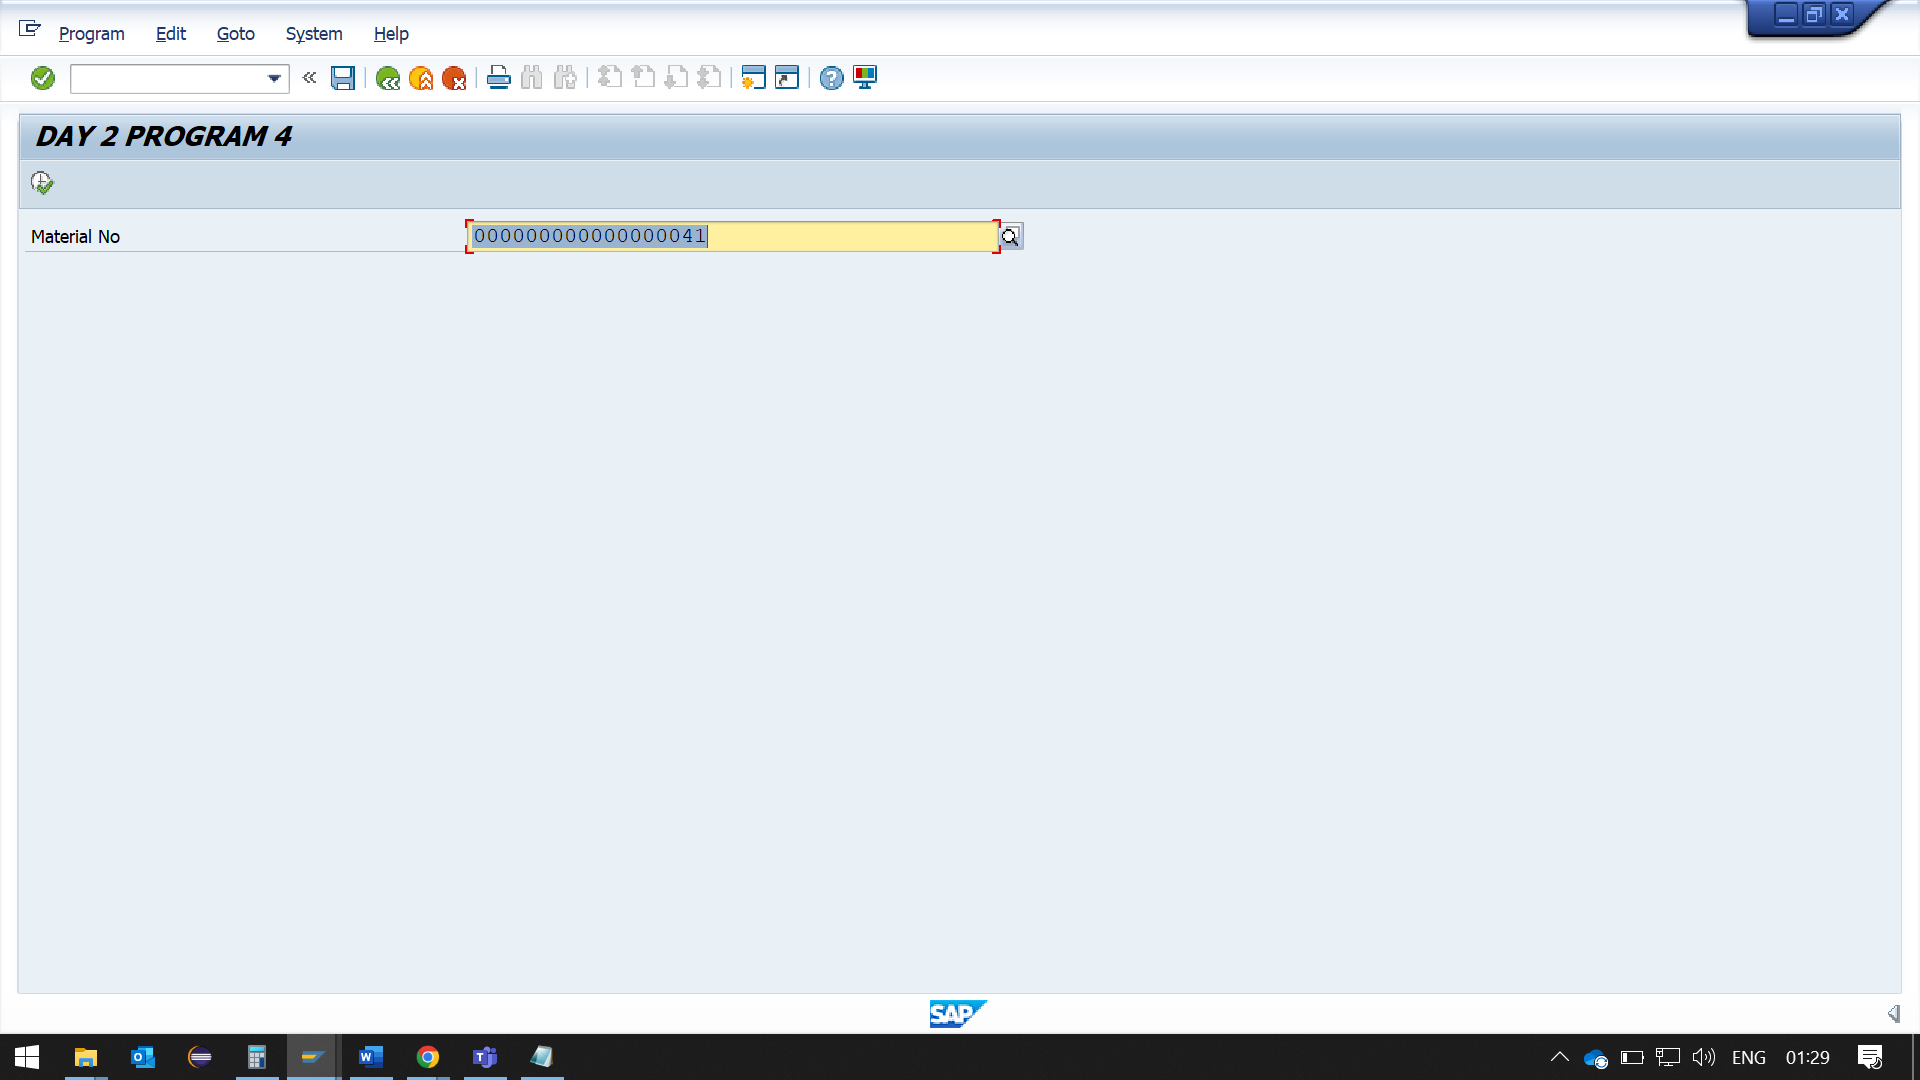 Program Edit Goto System Help
DAY 2 PROGRAM 4
Material No 000000000000000041
SAP
ENG 01:29